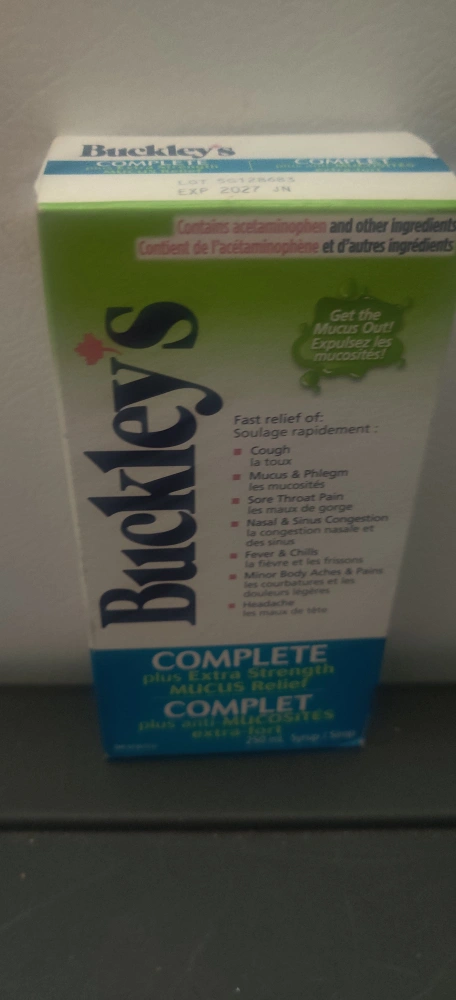 Buckley's
COMPLETE
COMPLET
MUCUS Relief
EXP 2027 JN
Contains acetaminophen and other ingredients
Contient de l'acétaminophène et d'autres ingrédients
Get the
Mucus Out!
Expulsez les
mucosités!
Buckley's
Fast relief of:
Soulage rapidement :
Cough
la toux
Mucus & Phlegm
les mucosités
Sore Throat Pain
les maux de gorge
Nasal & Sinus Congestion
la congestion nasale et
des sinus
Fever & Chills
la fièvre et les frissons
Minor Body Aches & Pains
les courbatures et les
douleurs légères
Headache
les maux de tête
COMPLETE
plus Extra Strength
MUCUS Relief
COMPLET
plus anti-MUCOSITÉS
extra-fort
250 mL Syrup / Sirop